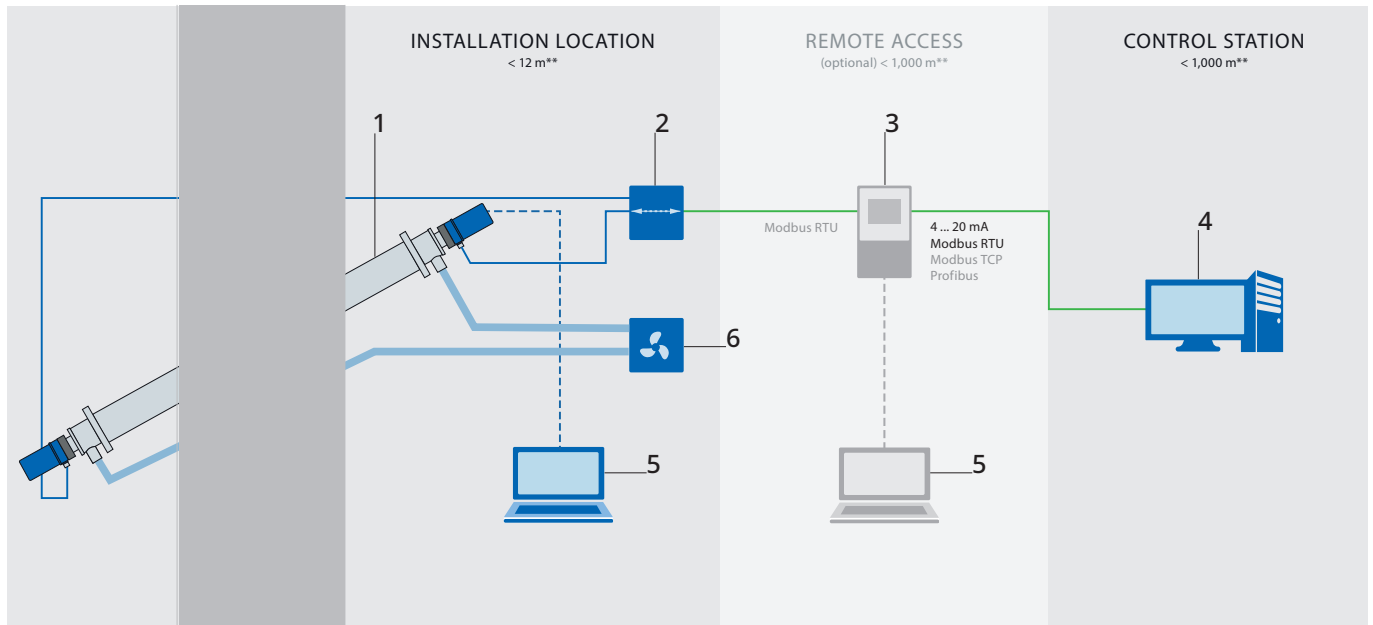 INSTALLATION LOCATION
< 12 m**
REMOTE ACCESS
(optional) < 1,000 m**
CONTROL STATION
< 1,000 m**
1
2
3
4
Modbus RTU
4 ... 20 mA
Modbus RTU
Modbus TCP
Profibus
6
5
5